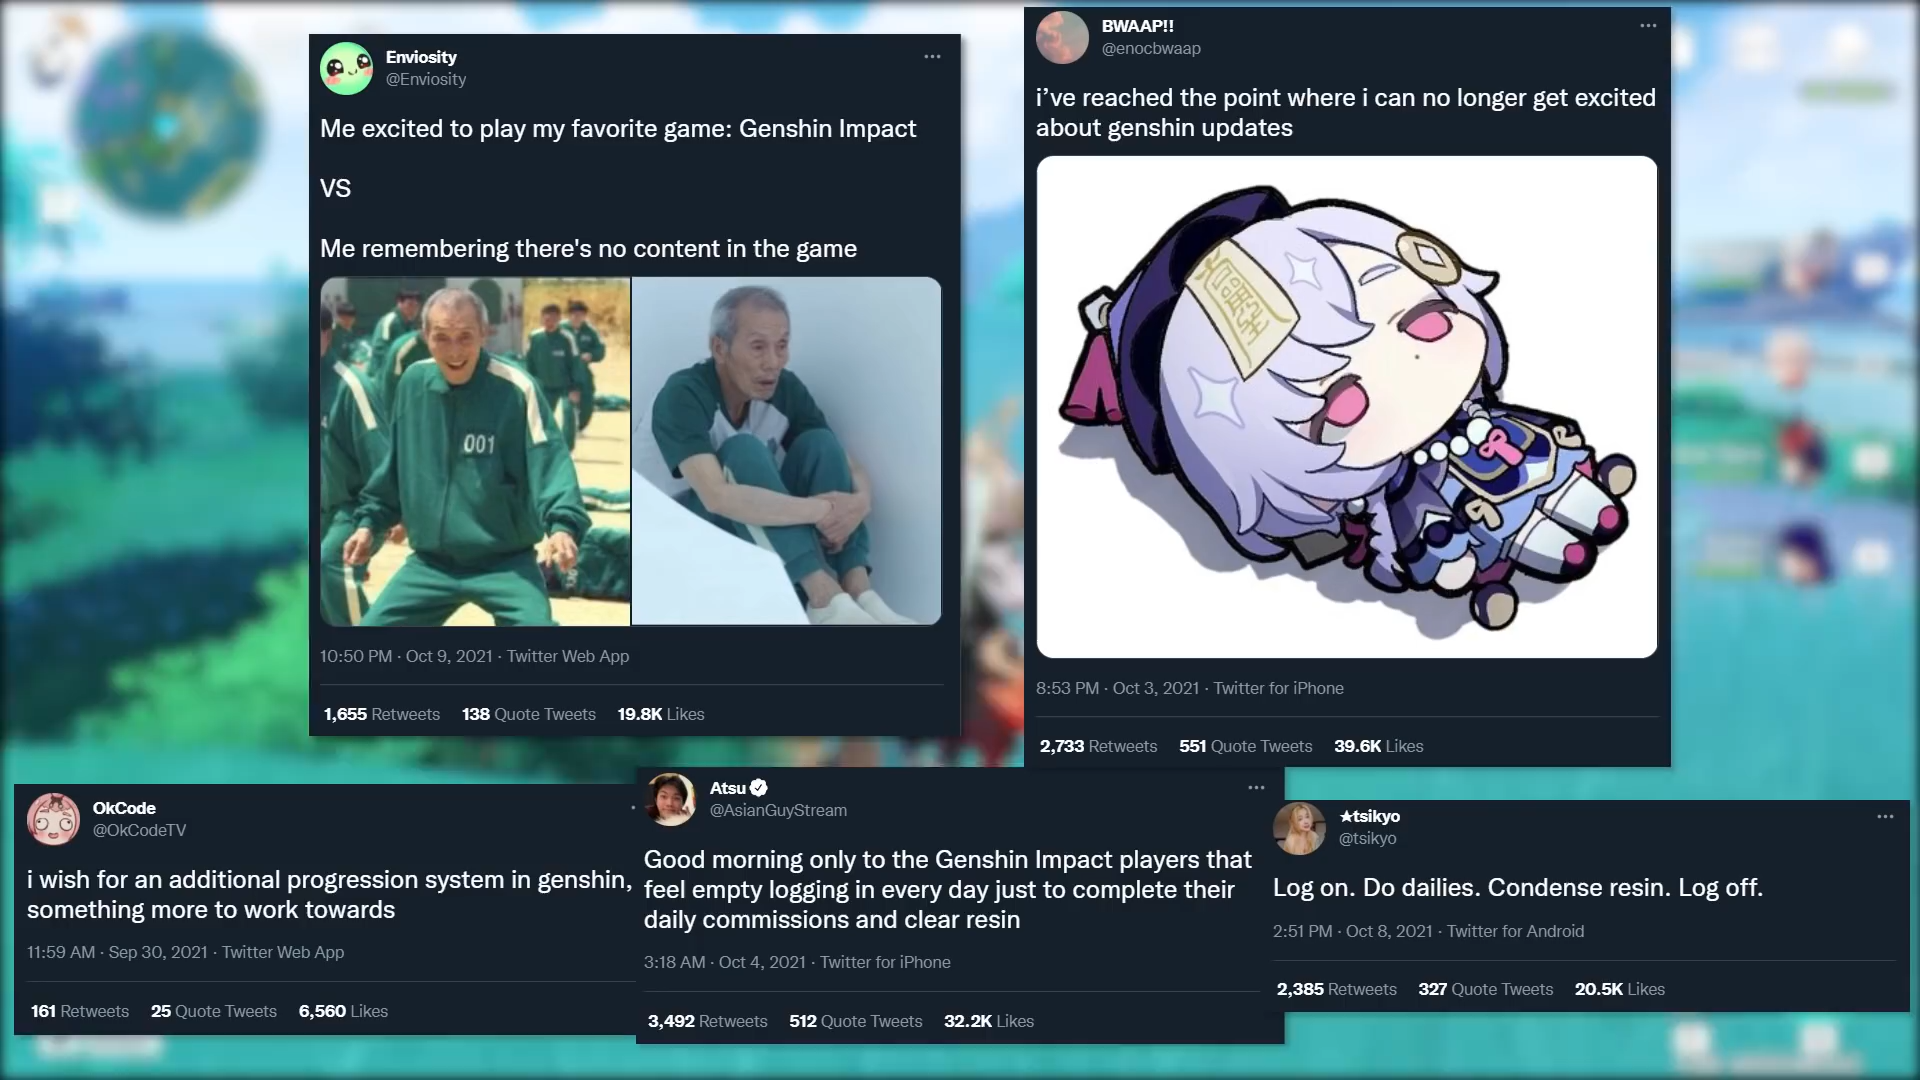 Enviosity
@Enviosity
Me excited to play my favorite game: Genshin Impact
VS
Me remembering there's no content in the game
001
10:50 PM · Oct 9, 2021 · Twitter Web App
1,655 Retweets 138 Quote Tweets 19.8K Likes
BWAAP!!
@enocbwaap
i’ve reached the point where i can no longer get excited
about genshin updates
8:53 PM · Oct 3, 2021 · Twitter for iPhone
2,733 Retweets 551 Quote Tweets 39.6K Likes
OkCode
@OkCodeTV
i wish for an additional progression system in genshin,
something more to work towards
11:59 AM · Sep 30, 2021 · Twitter Web App
161 Retweets 25 Quote Tweets 6,560 Likes
Atsu
@AsianGuyStream
Good morning only to the Genshin Impact players that
feel empty logging in every day just to complete their
daily commissions and clear resin
3:18 AM · Oct 4, 2021 · Twitter for iPhone
3,492 Retweets 512 Quote Tweets 32.2K Likes
★tsikyo
@tsikyo
Log on. Do dailies. Condense resin. Log off.
2:51 PM · Oct 8, 2021 · Twitter for Android
2,385 Retweets 327 Quote Tweets 20.5K Likes